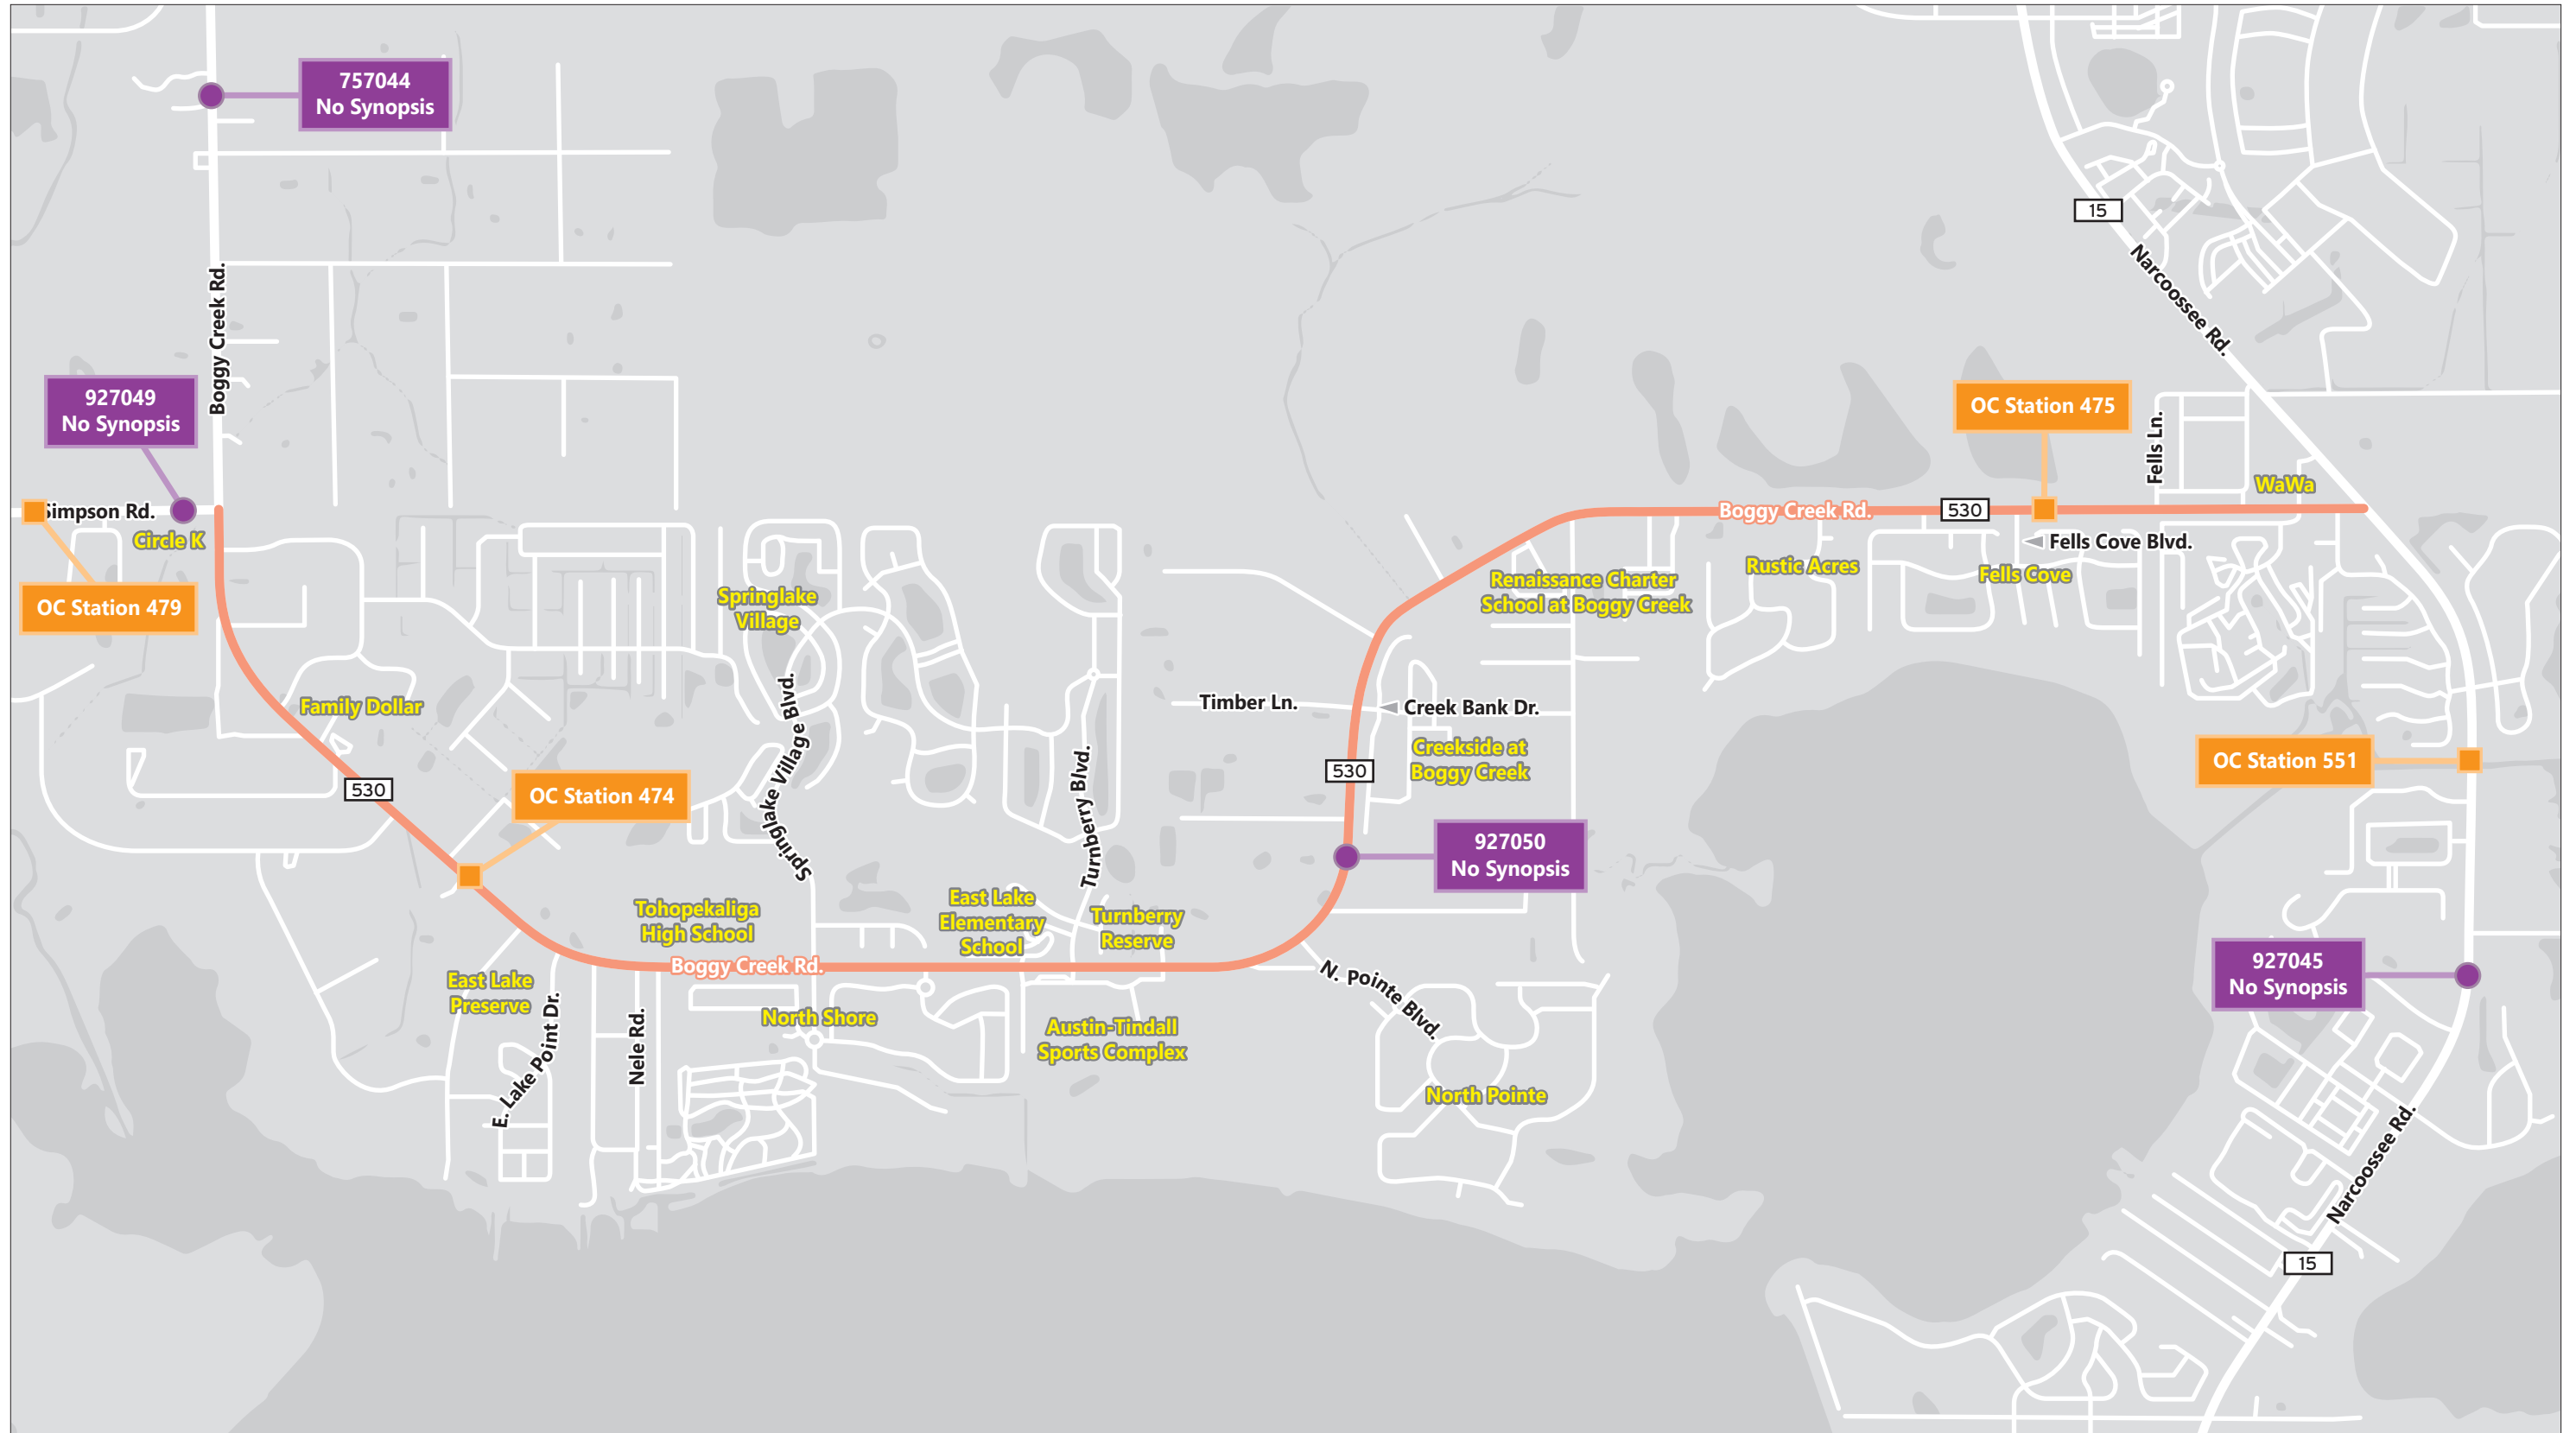 757044
No Synopsis
15
Narcoossee Rd.
Boggy Creek Rd.
927049
No Synopsis
OC Station 475
Fells Ln.
WaWa
Simpson Rd.
Circle K
Boggy Creek Rd.
530
Fells Cove Blvd.
OC Station 479
Springlake
Village
Renaissance Charter
School at Boggy Creek
Rustic Acres
Fells Cove
Family Dollar
Springlake Village Blvd.
Timber Ln.
Creek Bank Dr.
Creekside at
Boggy Creek
530
530
OC Station 474
Turnberry Blvd.
OC Station 551
927050
No Synopsis
Tohopekaliga
High School
East Lake
Elementary
School
Turnberry
Reserve
Boggy Creek Rd.
East Lake
Preserve
E. Lake Point Dr.
Nele Rd.
North Shore
Austin-Tindall
Sports Complex
N. Pointe Blvd.
North Pointe
927045
No Synopsis
Narcoossee Rd.
15